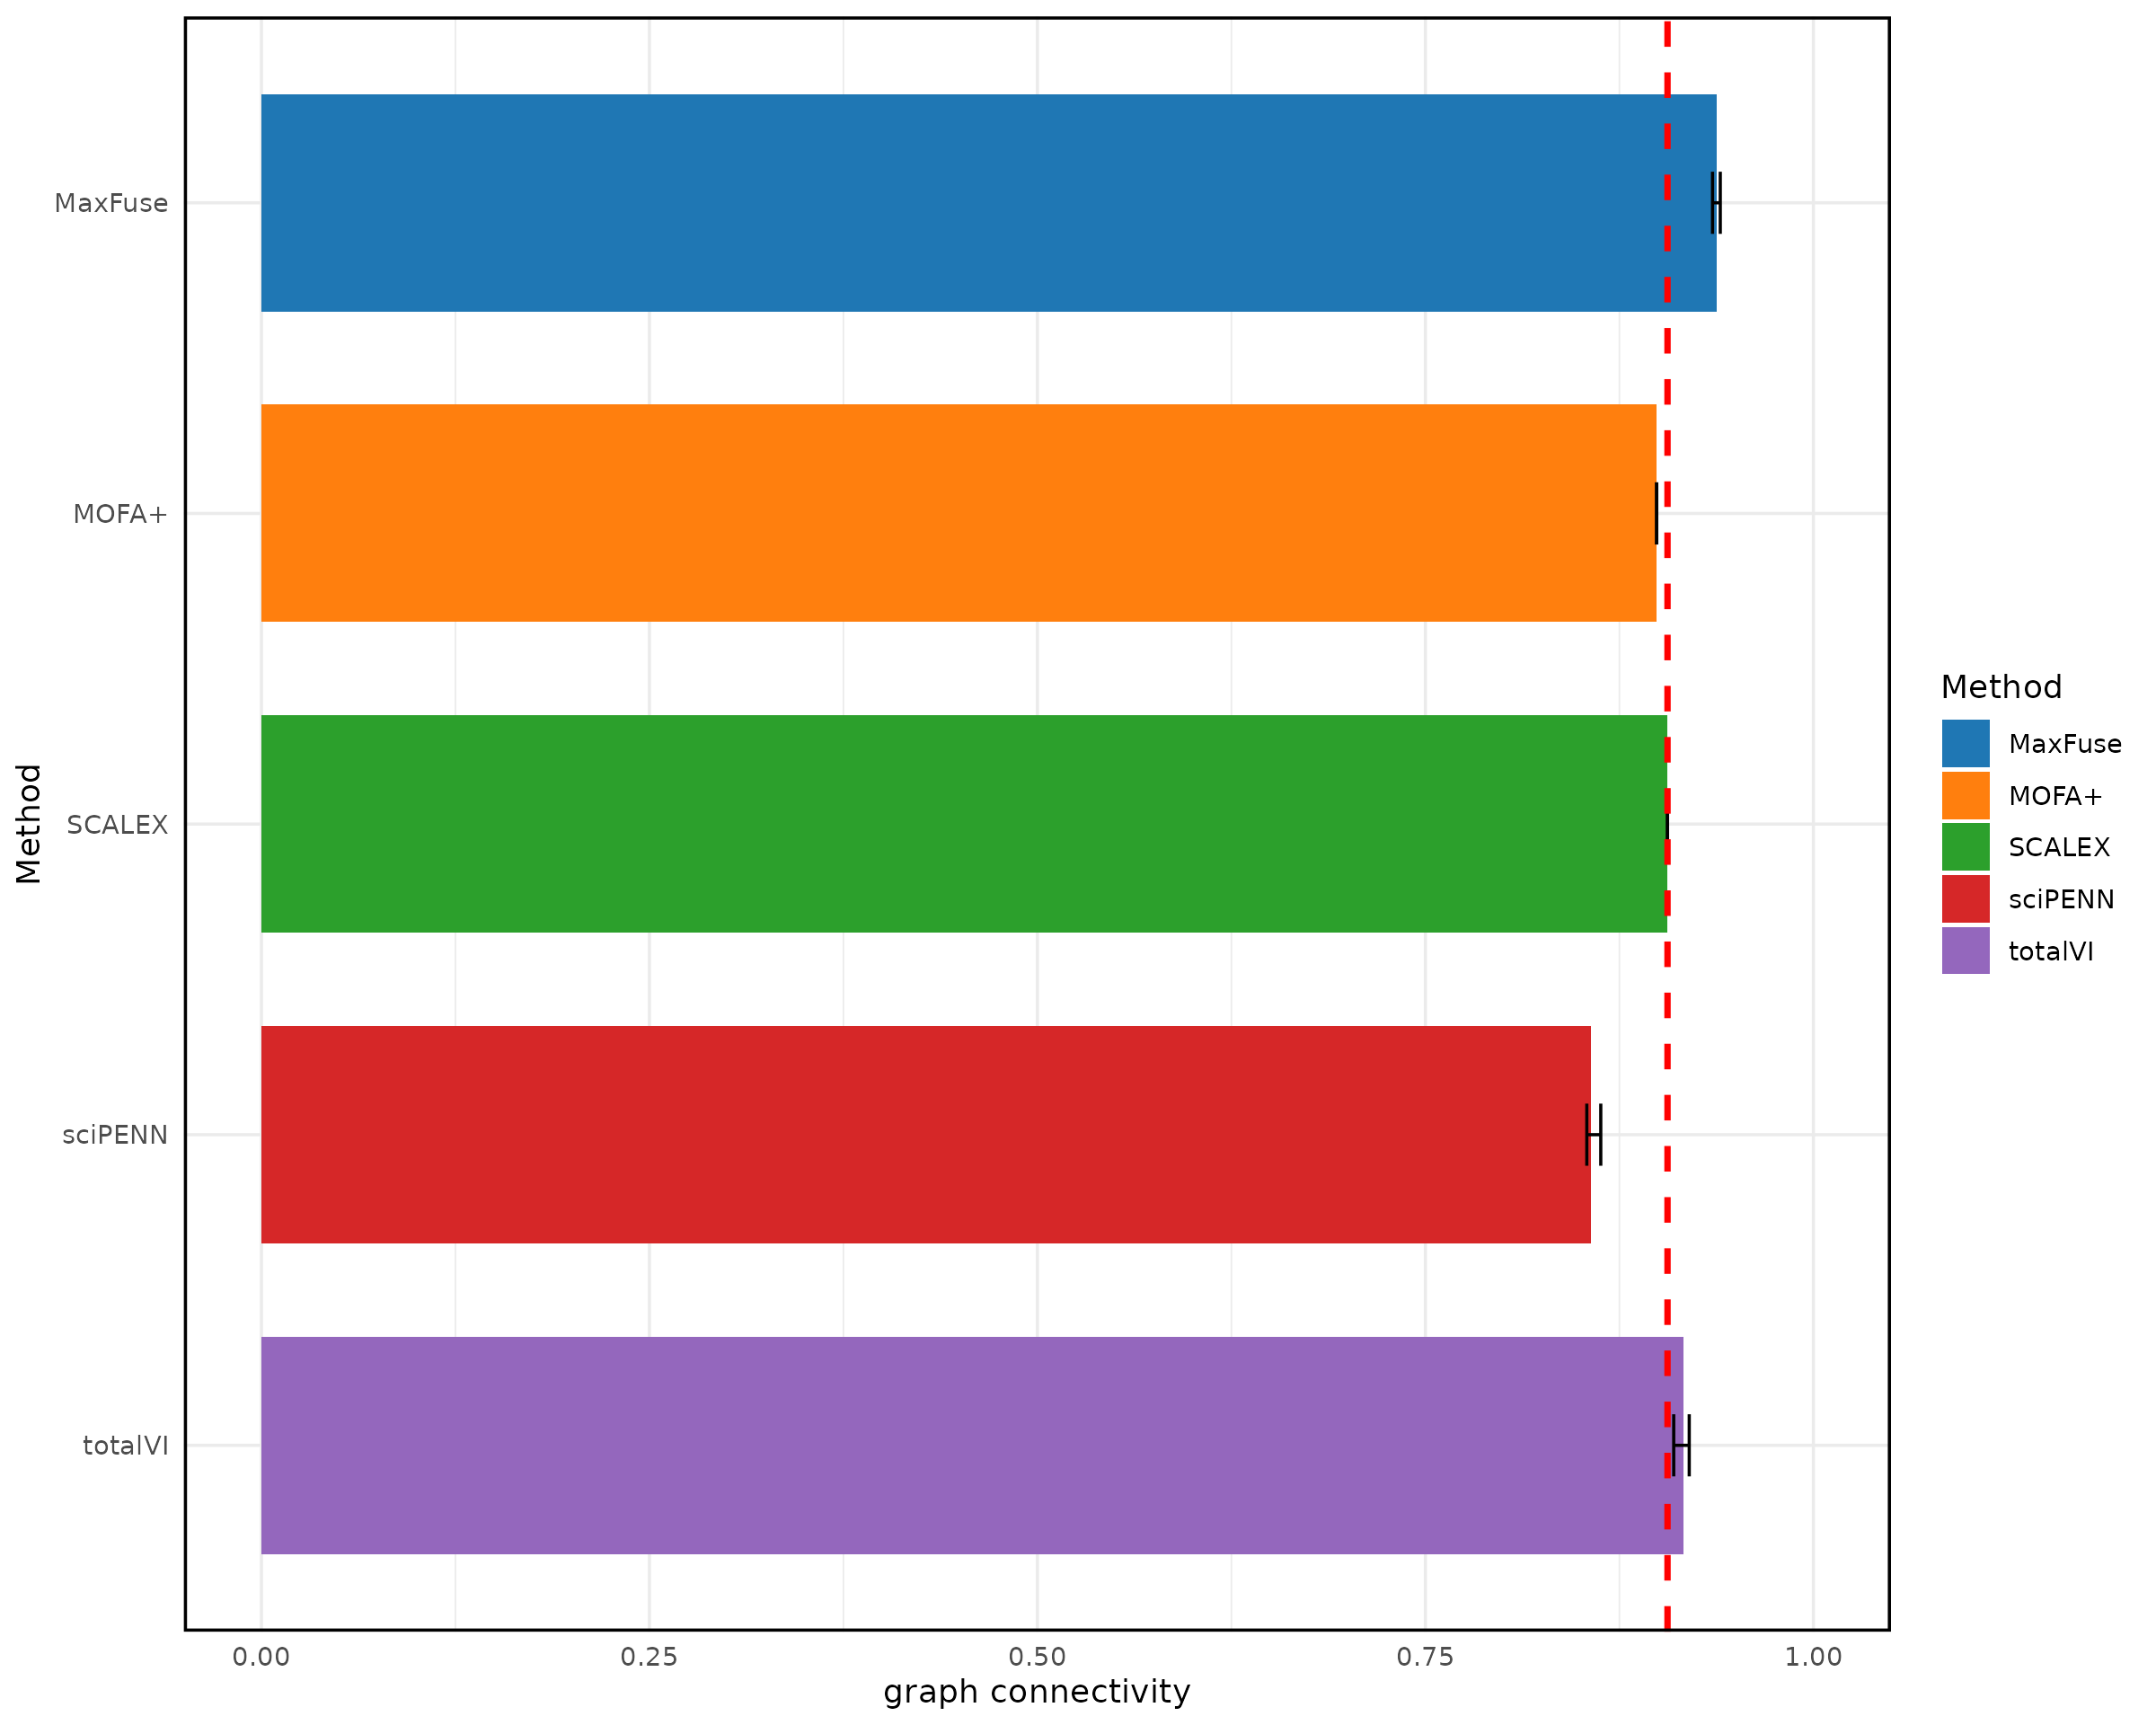 MaxFuse
MOFA+
SCALEX
sciPENN
totalVI
Method
0.00 0.25 0.50 0.75 1.00
graph connectivity
Method
MaxFuse
MOFA+
SCALEX
sciPENN
totalVI